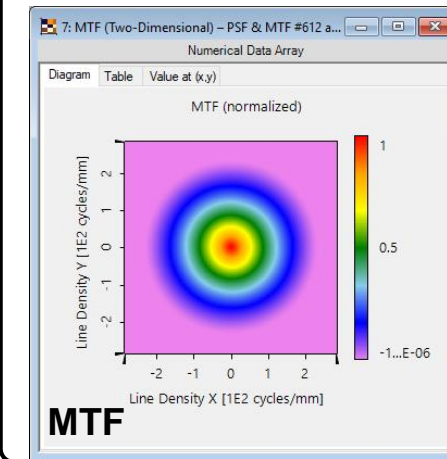 7: MTF (Two-Dimensional) – PSF & MTF #612 a...
Numerical Data Array
Diagram Table Value at (x,y)
MTF (normalized)
1
0.5
-1...E-06
Line Density Y [1E2 cycles/mm]
2
1
0
-1
-2
-2 -1 0 1 2
Line Density X [1E2 cycles/mm]
MTF